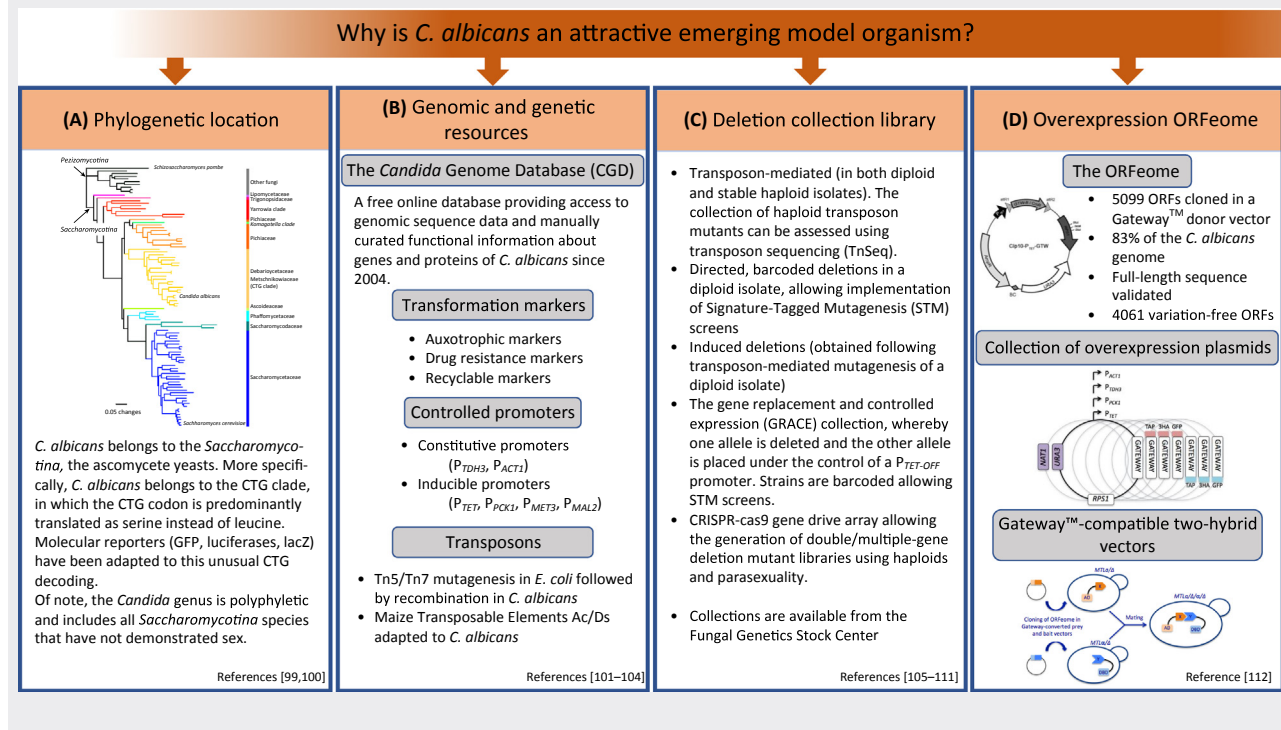 Why is C. albicans an attractive emerging model organism?
(A) Phylogenetic location
Pezizomycotina
Schizosaccharomyces pombe
Other fungi
Lipomycetaceae
Trigonopsidaceae
Yarrowia clade
Pichiaceae
Komagatella clade
Saccharomycotina
Pichiaceae
Debarioycetaceae
Metschnikowiaceae
(CTG clade)
Candida albicans
Ascoideaceae
Phaffomycetaceae
Saccharomycodaceae
Saccharomycetaceae
0.05 changes
Sachharomyces cerevisiae
C. albicans belongs to the Saccharomyco-
tina, the ascomycete yeasts. More specifi-
cally, C. albicans belongs to the CTG clade,
in which the CTG codon is predominantly
translated as serine instead of leucine.
Molecular reporters (GFP, luciferases, lacZ)
have been adapted to this unusual CTG
decoding.
Of note, the Candida genus is polyphyletic
and includes all Saccharomycotina species
that have not demonstrated sex.
References [99,100]
(B) Genomic and genetic
resources
The Candida Genome Database (CGD)
A free online database providing access to
genomic sequence data and manually
curated functional information about
genes and proteins of C. albicans since
2004.
Transformation markers
• Auxotrophic markers
• Drug resistance markers
• Recyclable markers
Controlled promoters
• Constitutive promoters
(PTDH3, PACT1)
• Inducible promoters
(PTET, PPCK1, PMET3, PMAL2)
Transposons
• Tn5/Tn7 mutagenesis in E. coli followed
by recombination in C. albicans
• Maize Transposable Elements Ac/Ds
adapted to C. albicans
References [101–104]
(C) Deletion collection library
• Transposon-mediated (in both diploid
and stable haploid isolates). The
collection of haploid transposon
mutants can be assessed using
transposon sequencing (TnSeq).
• Directed, barcoded deletions in a
diploid isolate, allowing implementation
of Signature-Tagged Mutagenesis (STM)
screens
• Induced deletions (obtained following
transposon-mediated mutagenesis of a
diploid isolate)
• The gene replacement and controlled
expression (GRACE) collection, whereby
one allele is deleted and the other allele
is placed under the control of a PTET-OFF
promoter. Strains are barcoded allowing
STM screens.
• CRISPR-cas9 gene drive array allowing
the generation of double/multiple-gene
deletion mutant libraries using haploids
and parasexuality.
• Collections are available from the
Fungal Genetics Stock Center
References [105–111]
(D) Overexpression ORFeome
The ORFeome
CIp10-PTET-GTW
URA3
• 5099 ORFs cloned in a
Gateway™ donor vector
• 83% of the C. albicans
genome
• Full-length sequence
validated
• 4061 variation-free ORFs
Collection of overexpression plasmids
PACT1
PTDH3
PPCK1
PTET
TAP 3HA GFP
NAT1
URA3
GATEWAY GATEWAY GATEWAY GATEWAY GATEWAY GATEWAY GATEWAY
TAP 3HA GFP
RPS1
Gateway™-compatible two-hybrid
vectors
MTLa/Δ
AD
Cloning of ORFeome in
Gateway-converted prey
and bait vectors
Mating
MTLa/Δ/α/Δ
AD
DBD
MTLα/Δ
DBD
Reference [112]